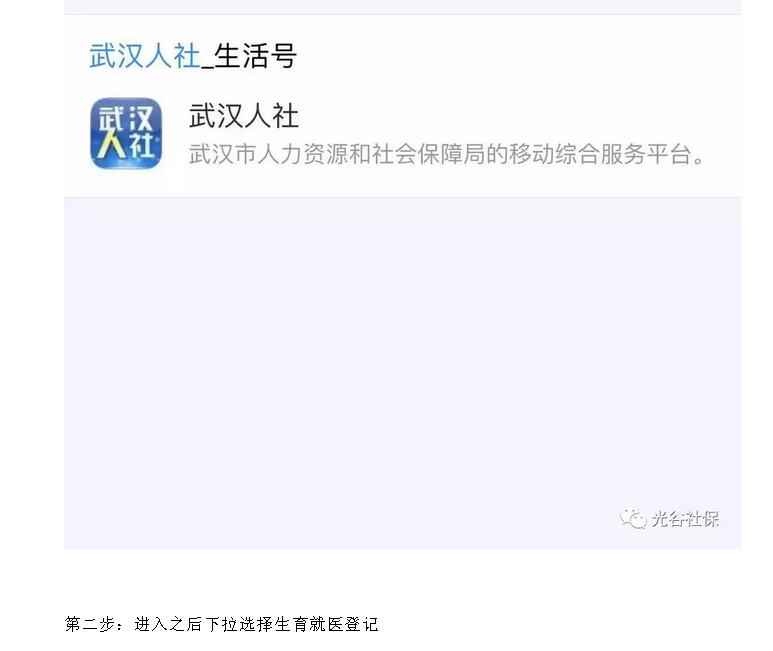 武汉人社_生活号
武汉
人社
武汉人社
武汉市人力资源和社会保障局的移动综合服务平台。
光谷社保
第二步：进入之后下拉选择生育就医登记